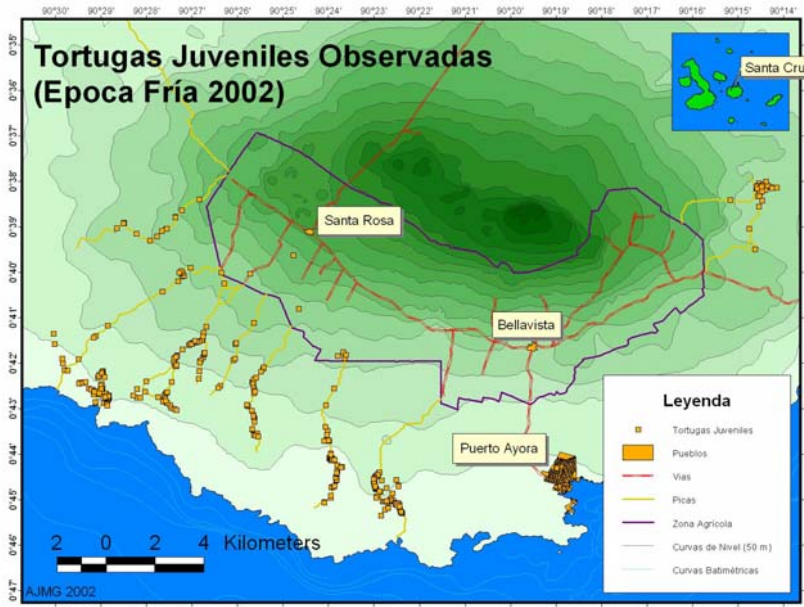 90°30' 90°29' 90°28' 90°27' 90°26' 90°25' 90°24' 90°23' 90°22' 90°21' 90°20' 90°19' 90°18' 90°17' 90°16' 90°15' 90°14'
Tortugas Juveniles Observadas
(Epoca Fría 2002)
Santa Cru
0°35'
0°36'
0°37'
0°38'
0°39'
0°40'
0°41'
0°42'
0°43'
0°44'
0°45'
0°46'
0°47'
Santa Rosa
Bellavista
Puerto Ayora
Leyenda
Tortugas Juveniles
Pueblos
Vias
Picas
Zona Agrícola
Curvas de Nivel (50 m)
Curvas Batimétricas
2 0 2 4 Kilometers
AJMG 2002